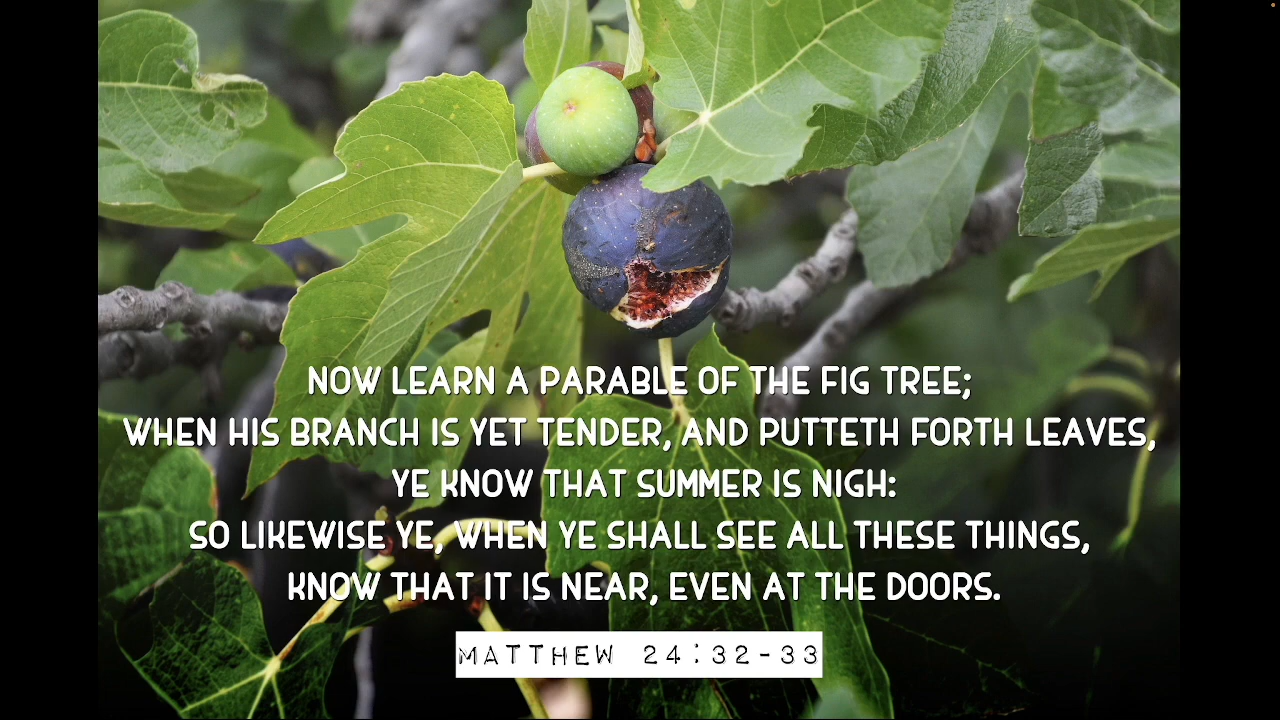 NOW LEARN A PARABLE OF THE FIG TREE;
WHEN HIS BRANCH IS YET TENDER, AND PUTTETH FORTH LEAVES,
YE KNOW THAT SUMMER IS NIGH:
SO LIKEWISE YE, WHEN YE SHALL SEE ALL THESE THINGS,
KNOW THAT IT IS NEAR, EVEN AT THE DOORS.
MATTHEW 24:32-33